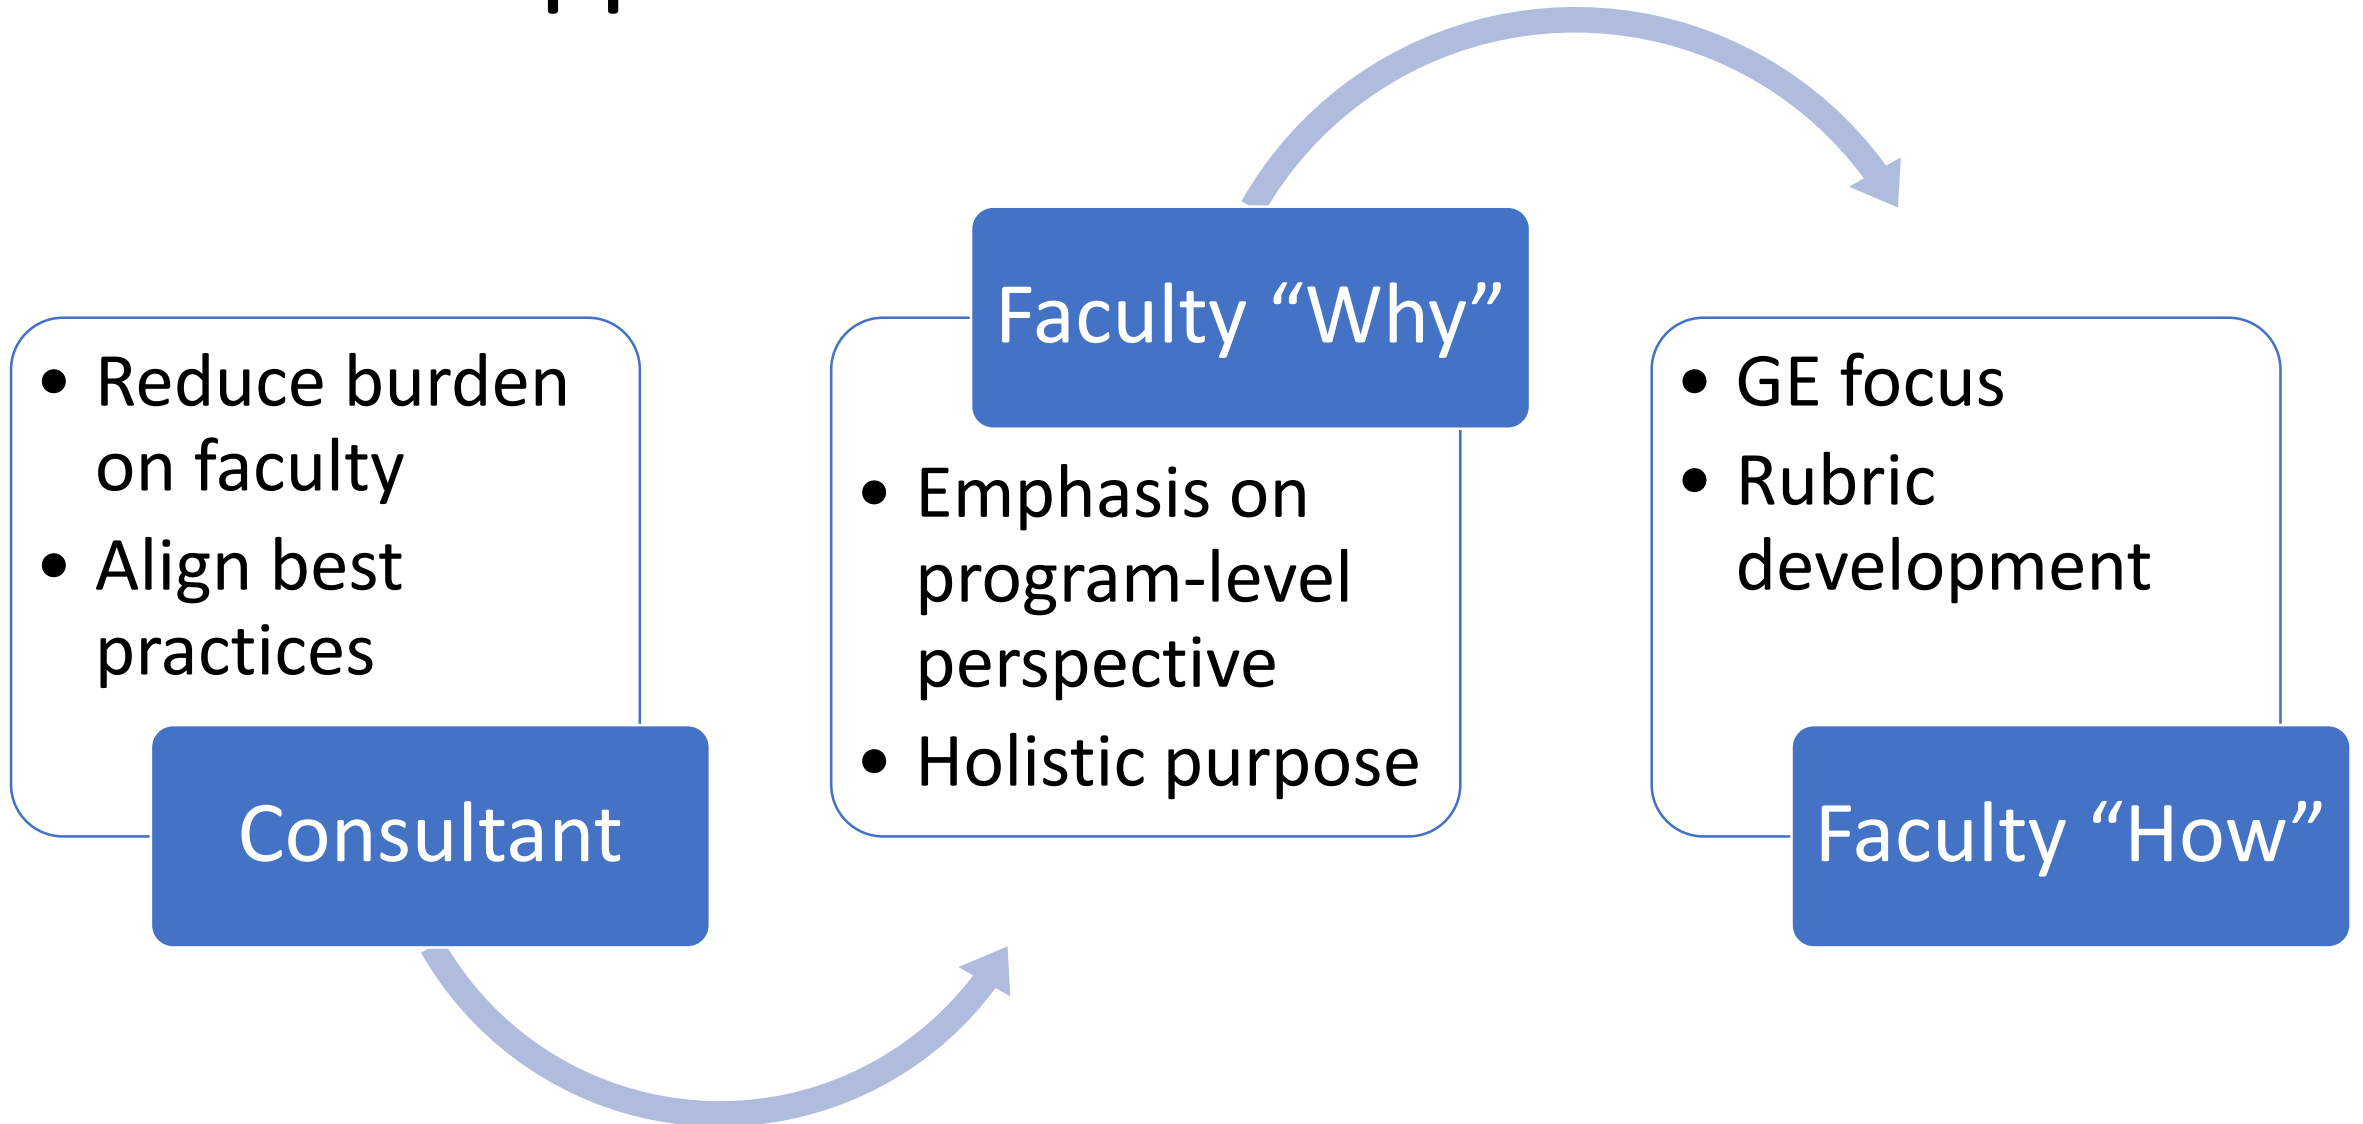 • Reduce burden
on faculty
• Align best
practices
Consultant
Faculty “Why”
• Emphasis on
program-level
perspective
• Holistic purpose
• GE focus
• Rubric
development
Faculty “How”